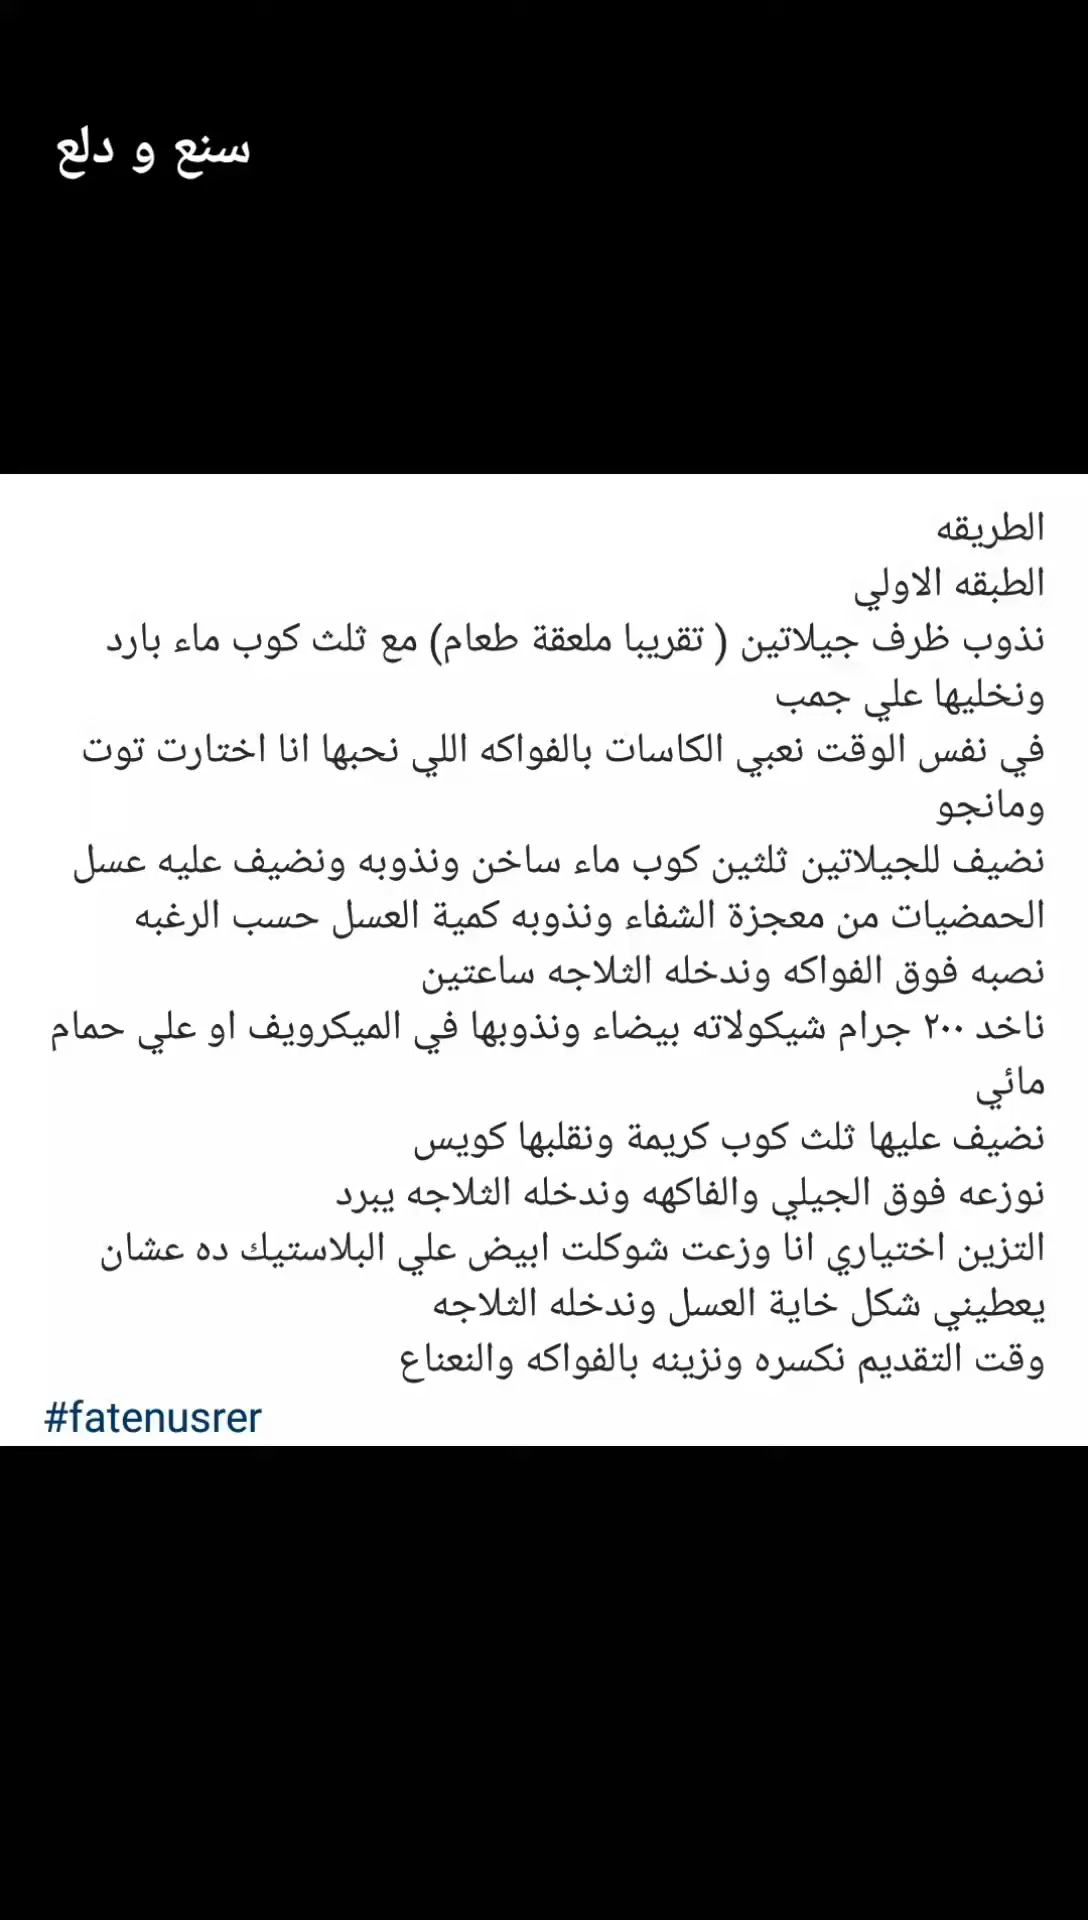 سنع و دلع
الطريقه
الطبقه الاولي
نذوب ظرف جيلاتين ( تقريبا ملعقة طعام) مع ثلث كوب ماء بارد
ونخليها علي جمب
في نفس الوقت نعبي الكاسات بالفواكه اللي نحبها انا اختارت توت
ومانجو
نضيف للجيلاتين ثلثين كوب ماء ساخن ونذوبه ونضيف عليه عسل
الحمضيات من معجزة الشفاء ونذوبه كمية العسل حسب الرغبه
نصبه فوق الفواكه وندخله الثلاجه ساعتين
ناخد ٢٠٠ جرام شيكولاته بيضاء ونذوبها في الميكرويف او علي حمام
مائي
نضيف عليها ثلث كوب كريمة ونقلبها كويس
نوزعه فوق الجيلي والفاكهه وندخله الثلاجه يبرد
التزين اختياري انا وزعت شوكلت ابيض علي البلاستيك ده عشان
يعطيني شكل خاية العسل وندخله الثلاجه
وقت التقديم نكسره ونزينه بالفواكه والنعناع
#fatenusrer